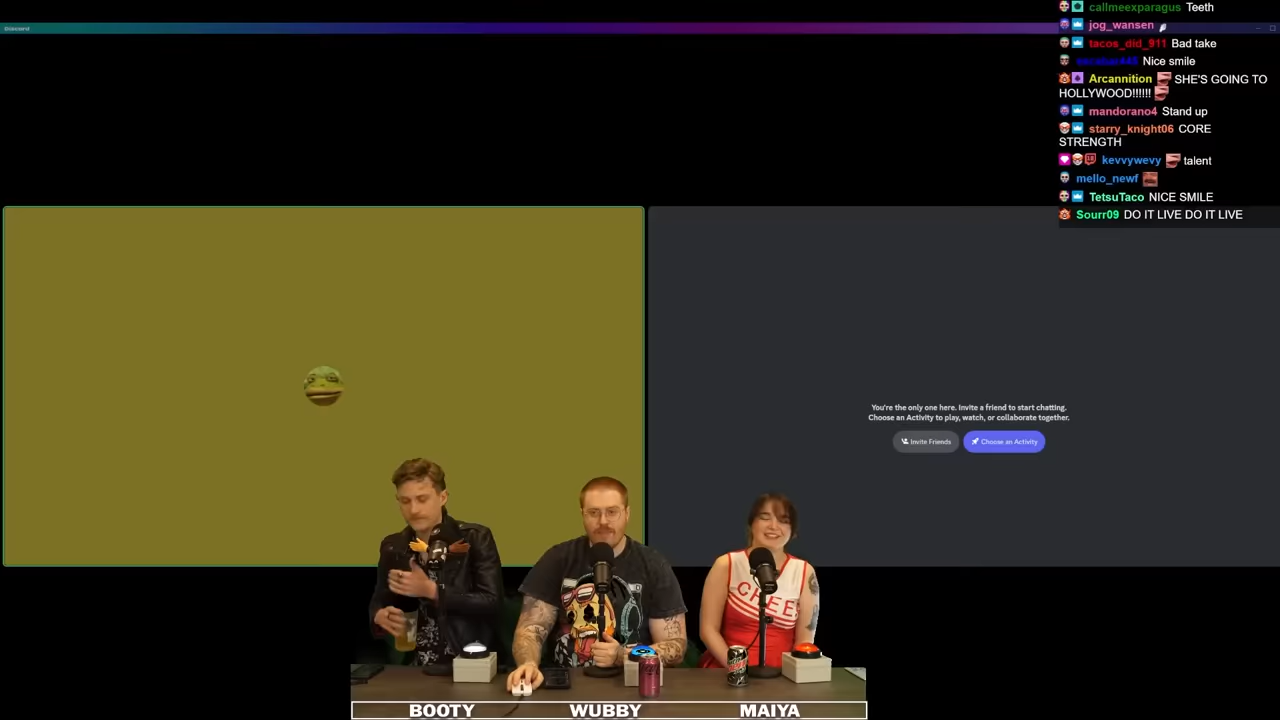 Discord
callmeexparagus Teeth
jog_wansen
tacos_did_911 Bad take
Nice smile
Arcannition SHE'S GOING TO
HOLLYWOOD!!!!!!
mandorano4 Stand up
starry_knight06 CORE
STRENGTH
kevvywevy talent
mello_newf
TetsuTaco NICE SMILE
Sourr09 DO IT LIVE DO IT LIVE
You're the only one here. Invite a friend to start chatting.
Choose an Activity to play, watch, or collaborate together.
Invite Friends
Choose an Activity
CREE
BOOTY
WUBBY
MAIYA